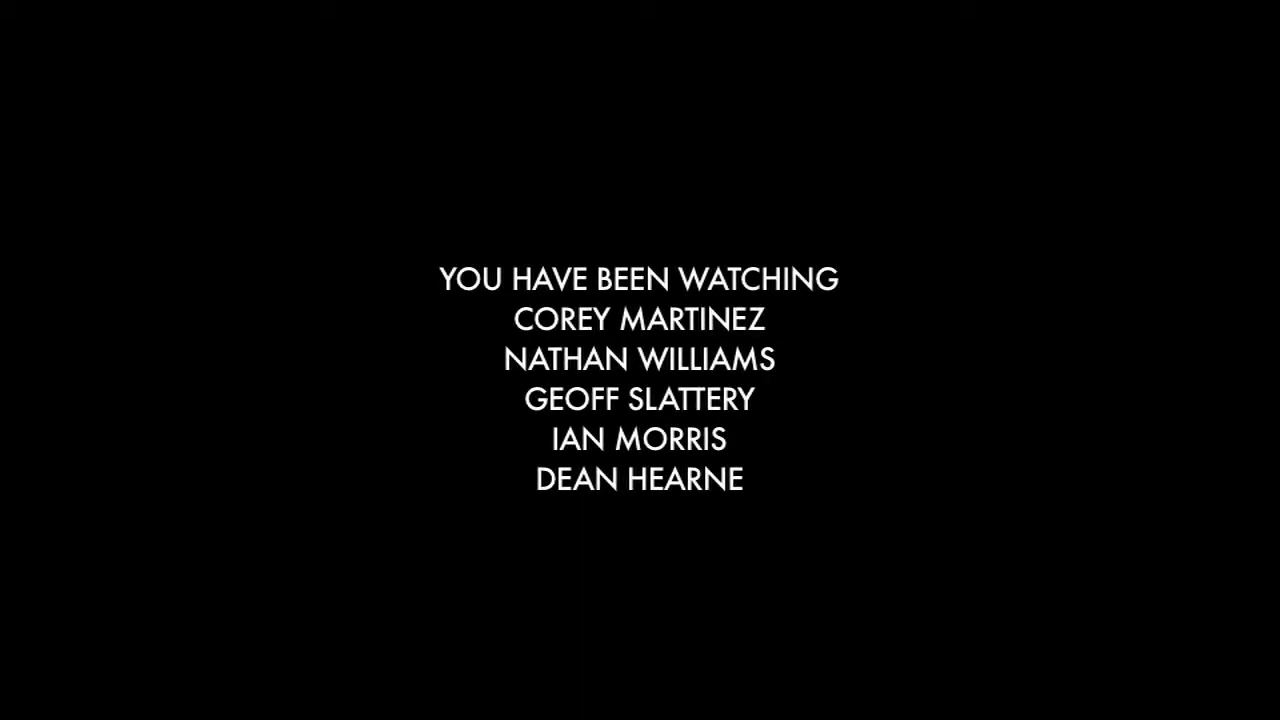 YOU HAVE BEEN WATCHING
COREY MARTINEZ
NATHAN WILLIAMS
GEOFF SLATTERY
IAN MORRIS
DEAN HEARNE